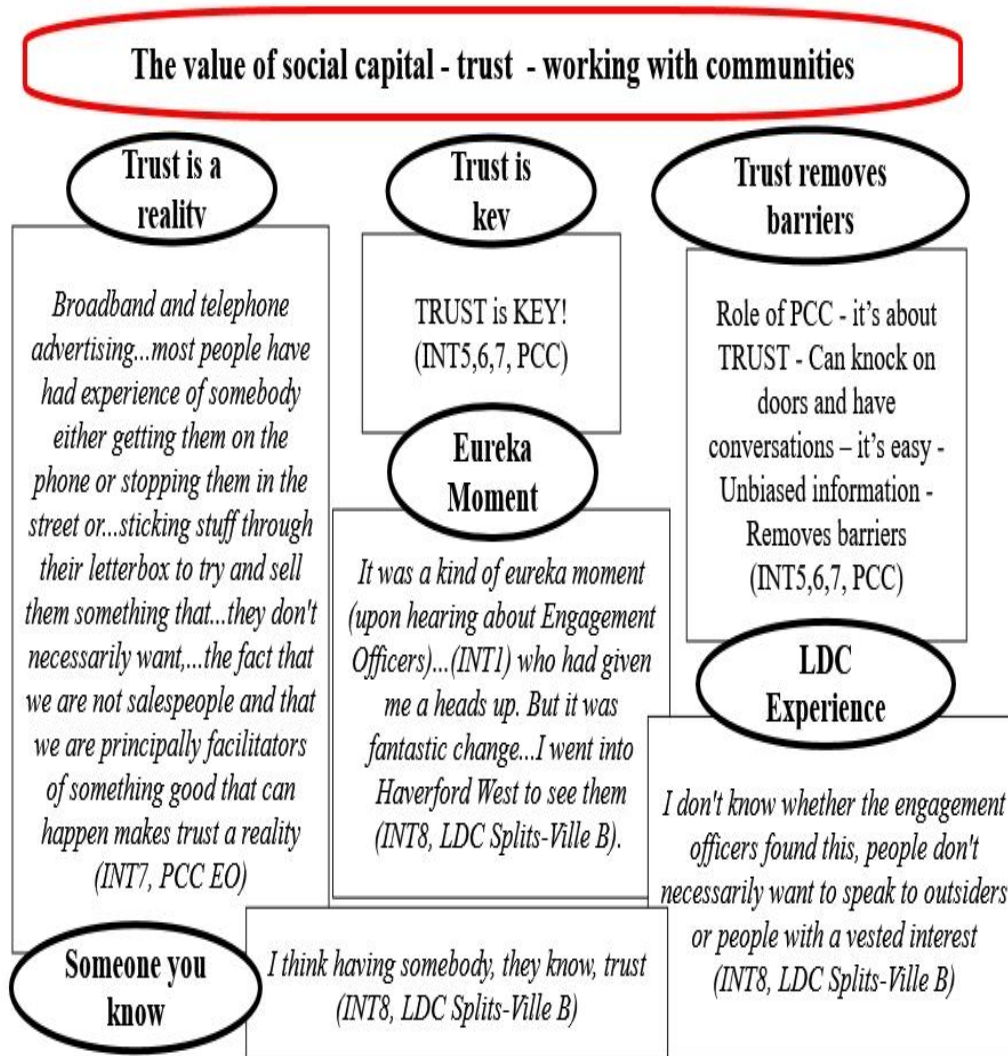 The value of social capital - trust - working with communities
Trust is a
reality
Broadband and telephone
advertising...most people have
had experience of somebody
either getting them on the
phone or stopping them in the
street or...sticking stuff through
their letterbox to try and sell
them something that...they don't
necessarily want,...the fact that
we are not salespeople and that
we are principally facilitators
of something good that can
happen makes trust a reality
(INT7, PCC EO)
Trust is
key
TRUST is KEY!
(INT5,6,7, PCC)
Eureka
Moment
It was a kind of eureka moment
(upon hearing about Engagement
Officers)...(INT1) who had given
me a heads up. But it was
fantastic change...I went into
Haverford West to see them
(INT8, LDC Splits-Ville B).
Trust removes
barriers
Role of PCC - it's about
TRUST - Can knock on
doors and have
conversations – it's easy -
Unbiased information -
Removes barriers
(INT5,6,7, PCC)
LDC
Experience
I don't know whether the engagement
officers found this, people don't
necessarily want to speak to outsiders
or people with a vested interest
(INT8, LDC Splits-Ville B)
Someone you
know
I think having somebody, they know, trust
(INT8, LDC Splits-Ville B)